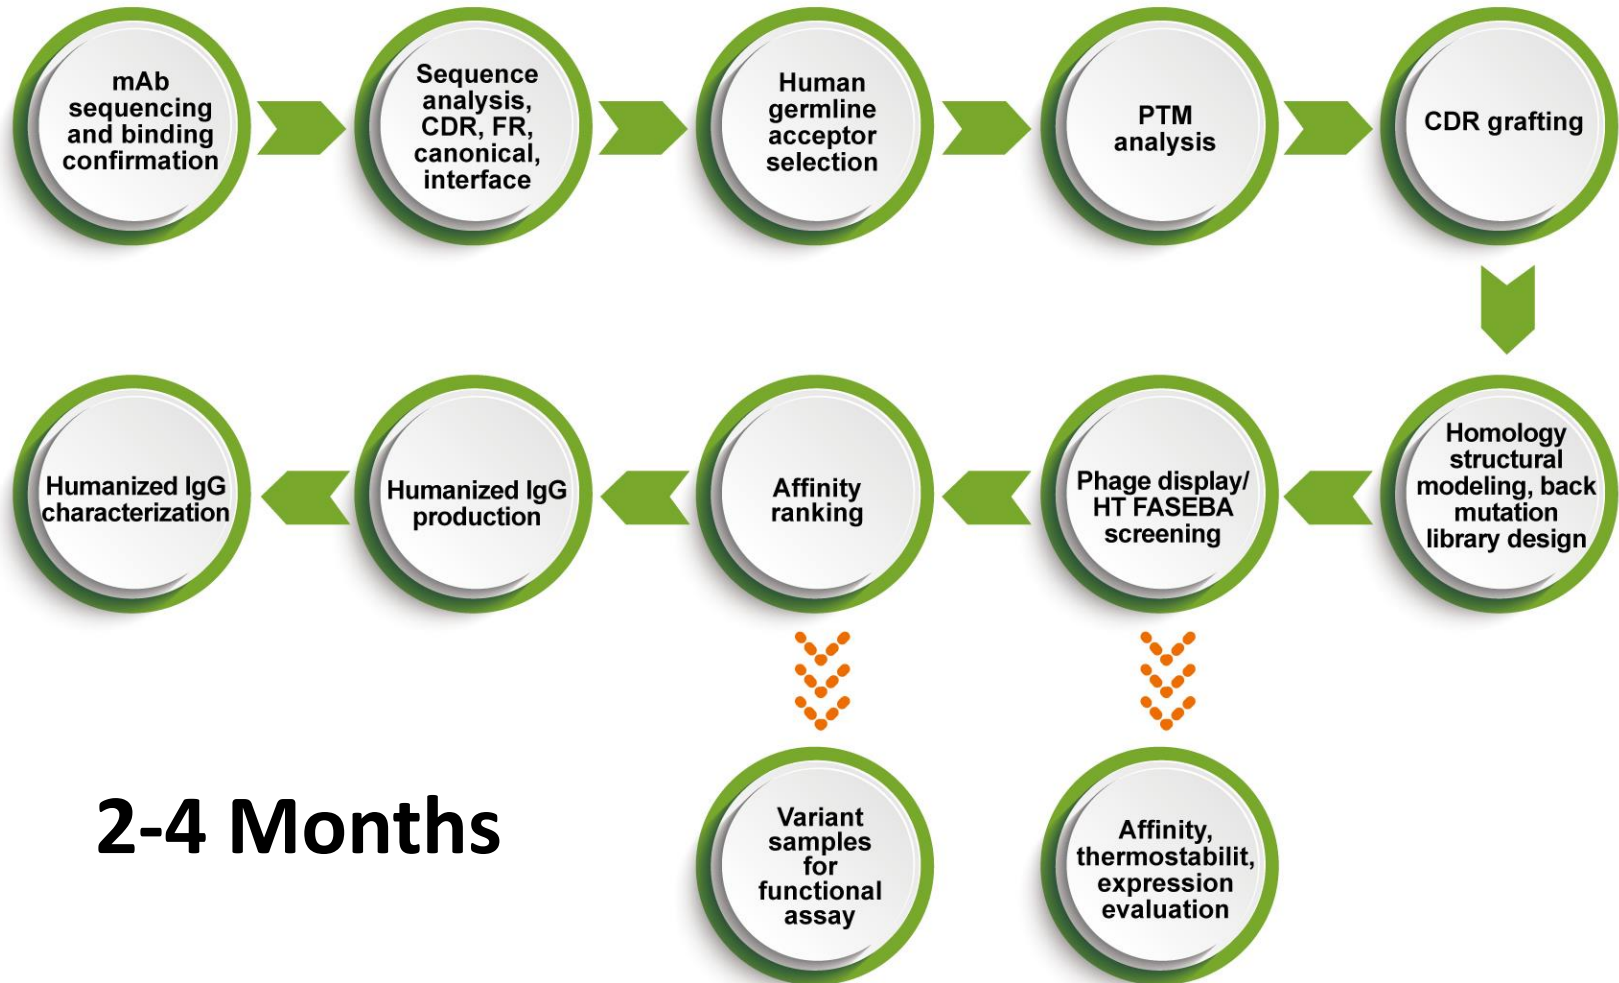 mAb
sequencing
and binding
confirmation
Sequence
analysis,
CDR, FR,
canonical,
interface
Human
germline
acceptor
selection
PTM
analysis
CDR grafting
Homology
structural
modeling, back
mutation
library design
Phage display/
HT FASEBA
screening
Affinity
ranking
Humanized IgG
production
Humanized IgG
characterization
Variant
samples
for
functional
assay
Affinity,
thermostabilit,
expression
evaluation
2-4 Months